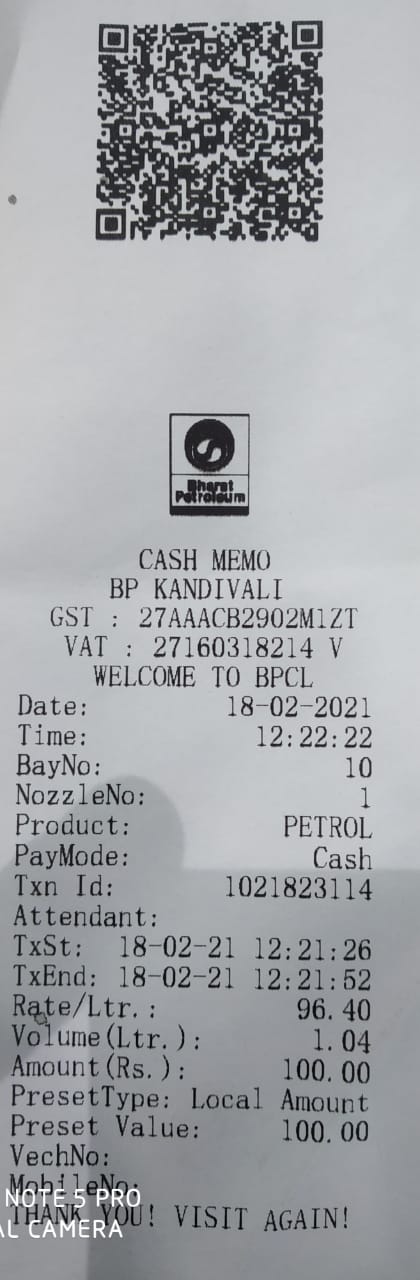 Bharat
Petroleum
CASH MEMO
BP KANDIVALI
GST : 27AAACB2902M1ZT
VAT : 27160318214 V
WELCOME TO BPCL
Date: 18-02-2021
Time: 12:22:22
BayNo: 10
NozzleNo: 1
Product: PETROL
PayMode: Cash
Txn Id: 1021823114
Attendant:
TxSt: 18-02-21 12:21:26
TxEnd: 18-02-21 12:21:52
Rate/Ltr. : 96.40
Volume(Ltr.): 1.04
Amount(Rs.): 100.00
PresetType: Local Amount
Preset Value: 100.00
VechNo:
MobileNo:
NOTE 5 PRO
THANK YOU! VISIT AGAIN!
AL CAMERA